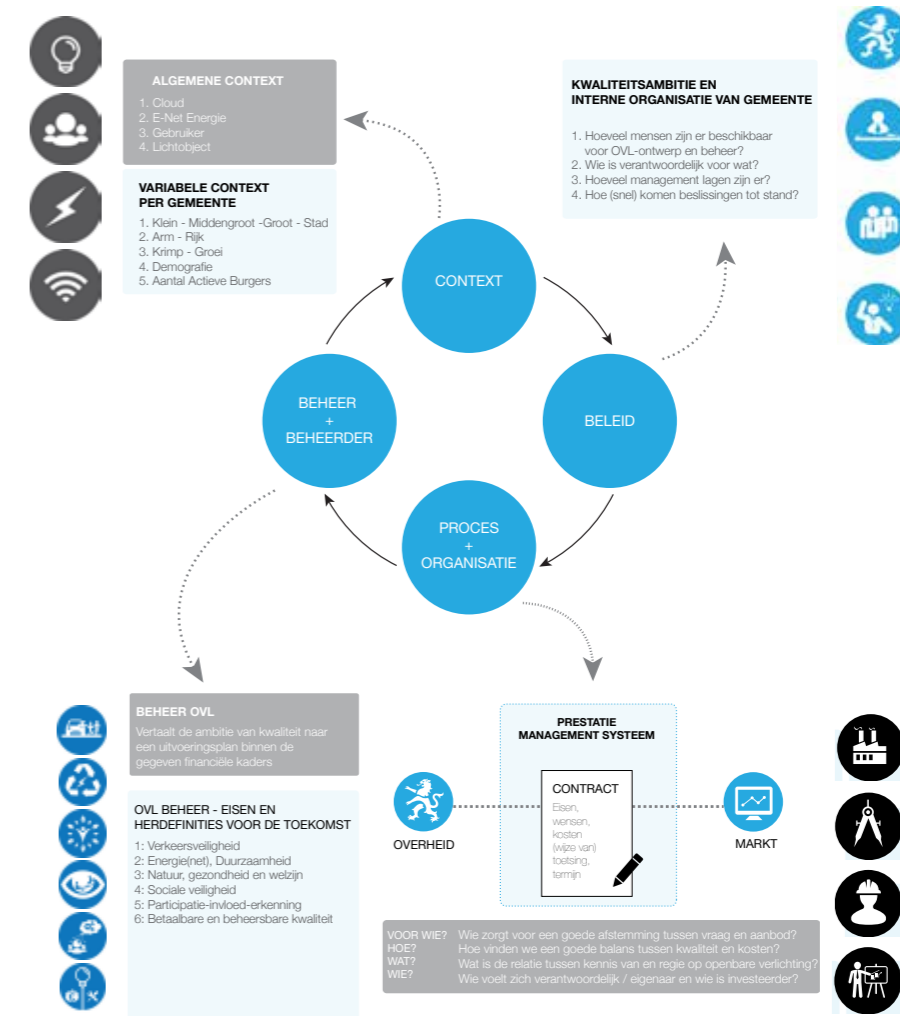 ALGEMENE CONTEXT
1. Cloud
2. E-Net Energie
3. Gebruiker
4. Lichtobject
VARIABELE CONTEXT
PER GEMEENTE
1. Klein - Middengroot -Groot - Stad
2. Arm - Rijk
3. Krimp - Groei
4. Demografie
5. Aantal Actieve Burgers
KWALITEITSAMBITIE EN
INTERNE ORGANISATIE VAN GEMEENTE
1. Hoeveel mensen zijn er beschikbaar
voor OVL-ontwerp en beheer?
2. Wie is verantwoordelijk voor wat?
3. Hoeveel management lagen zijn er?
4. Hoe (snel) komen beslissingen tot stand?
CONTEXT
BELEID
PROCES
+
ORGANISATIE
BEHEER
+
BEHEERDER
BEHEER OVL
Vertaalt de ambitie van kwaliteit naar
een uitvoeringsplan binnen de
gegeven financiële kaders
OVL BEHEER - EISEN EN
HERDEFINITIES VOOR DE TOEKOMST
1: Verkeersveiligheid
2: Energie(net), Duurzaamheid
3: Natuur, gezondheid en welzijn
4: Sociale veiligheid
5: Participatie-invloed-erkenning
6: Betaalbare en beheersbare kwaliteit
PRESTATIE
MANAGEMENT SYSTEEM
CONTRACT
Eisen,
wensen,
kosten
(wijze van)
toetsing,
termijn
OVERHEID
MARKT
VOOR WIE? Wie zorgt voor een goede afstemming tussen vraag en aanbod?
HOE? Hoe vinden we een goede balans tussen kwaliteit en kosten?
WAT? Wat is de relatie tussen kennis van en regie op openbare verlichting?
WIE? Wie voelt zich verantwoordelijk / eigenaar en wie is investeerder?